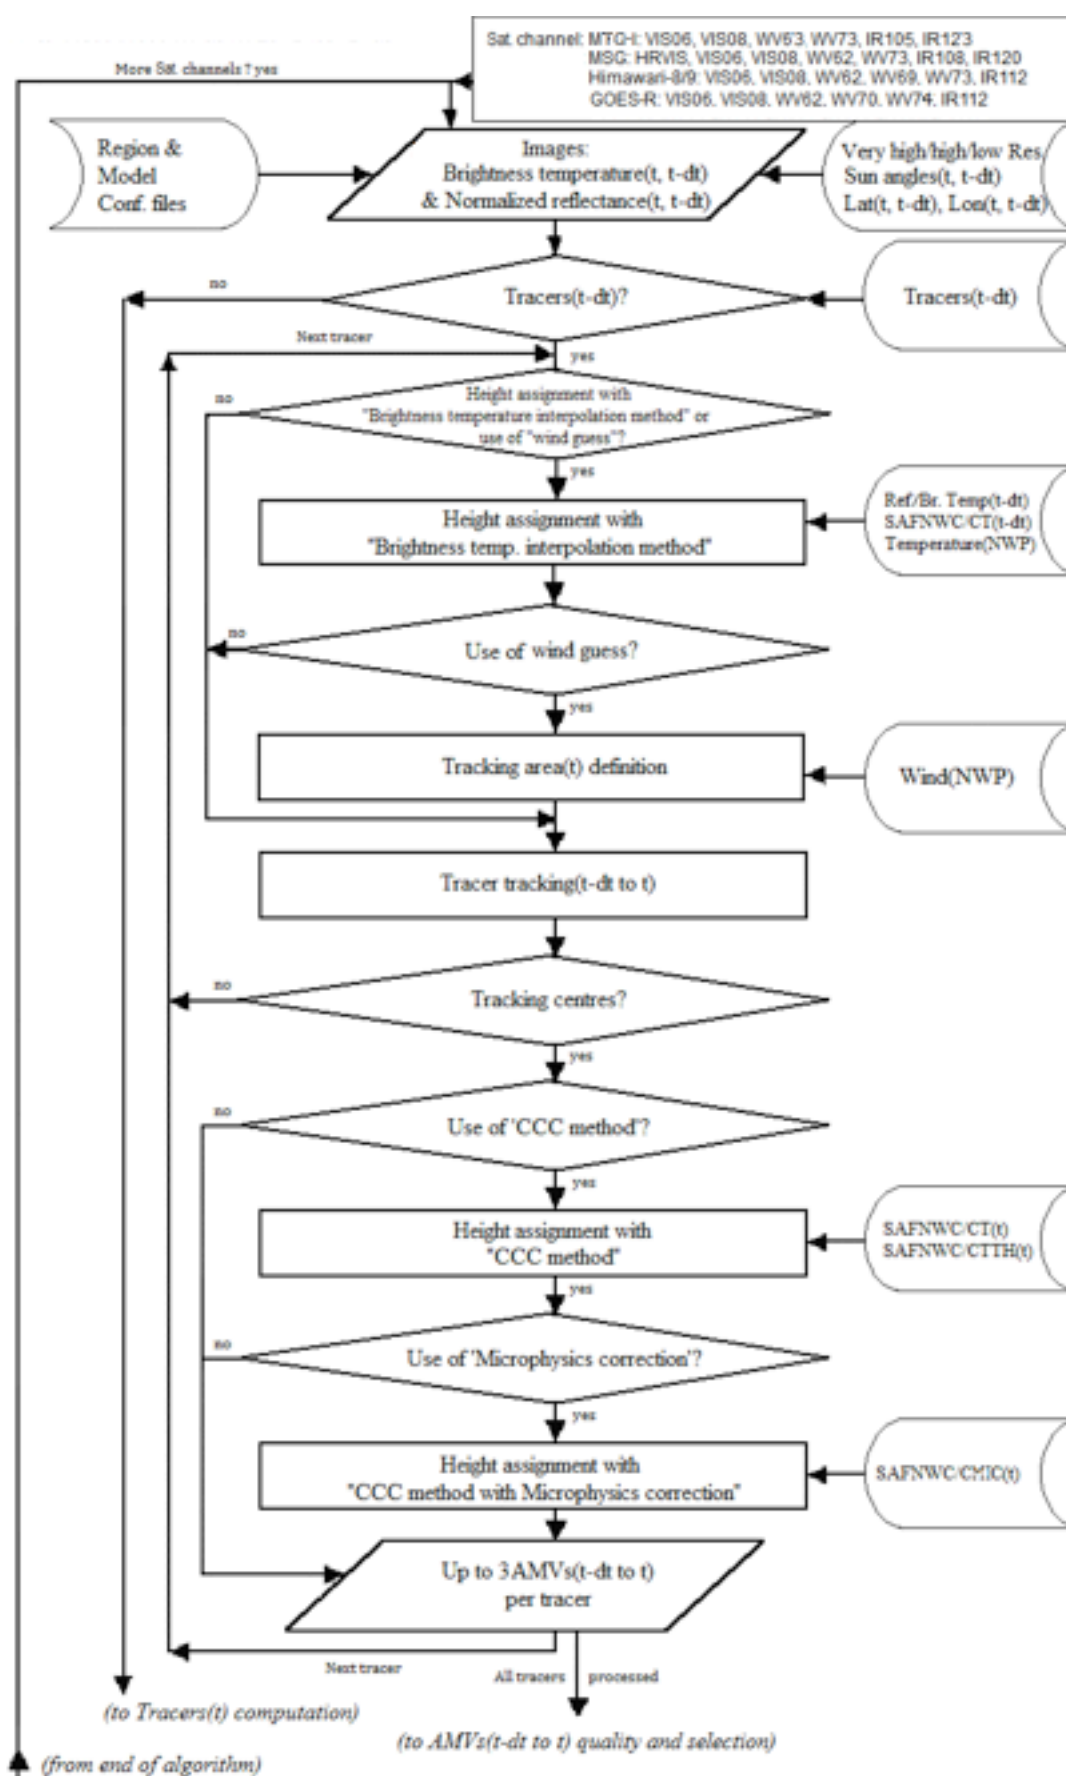 Sat. channel: MTG-I: VIS06, VIS08, WV63, WV73, IR105, IR123
MSG: HRVIS, VIS06, VIS08, WV62, WV73, IR108, IR120
Himawari-8/9: VIS06, VIS08, WV62, WV69, WV73, IR112
GOES-R: VIS06, VIS08, WV62, WV70, WV74, IR112
More Sat. channels ? yes
Region &
Model
Conf. files
Images:
Brightness temperature(t, t-dt)
& Normalized reflectance(t, t-dt)
Very high/high/low Res.
Sun angles(t, t-dt)
Lat(t, t-dt), Lon(t, t-dt)
no
Tracers(t-dt)?
Tracers(t-dt)
Next tracer
yes
no
Height assignment with
"Brightness temperature interpolation method" or
use of "wind guess"?
yes
Height assignment with
"Brightness temp. interpolation method"
Ref/Br. Temp(t-dt)
SAFNWC/CT(t-dt)
Temperature(NWP)
no
Use of wind guess?
yes
Tracking area(t) definition
Wind(NWP)
Tracer tracking(t-dt to t)
no
Tracking centres?
yes
no
Use of 'CCC method'?
yes
Height assignment with
"CCC method"
SAFNWC/CT(t)
SAFNWC/CTTH(t)
yes
no
Use of 'Microphysics correction'?
yes
Height assignment with
"CCC method with Microphysics correction"
SAFNWC/CMIC(t)
Up to 3AMVs(t-dt to t)
per tracer
Next tracer
All tracers processed
(to Tracers(t) computation)
(to AMVs(t-dt to t) quality and selection)
(from end of algorithm)